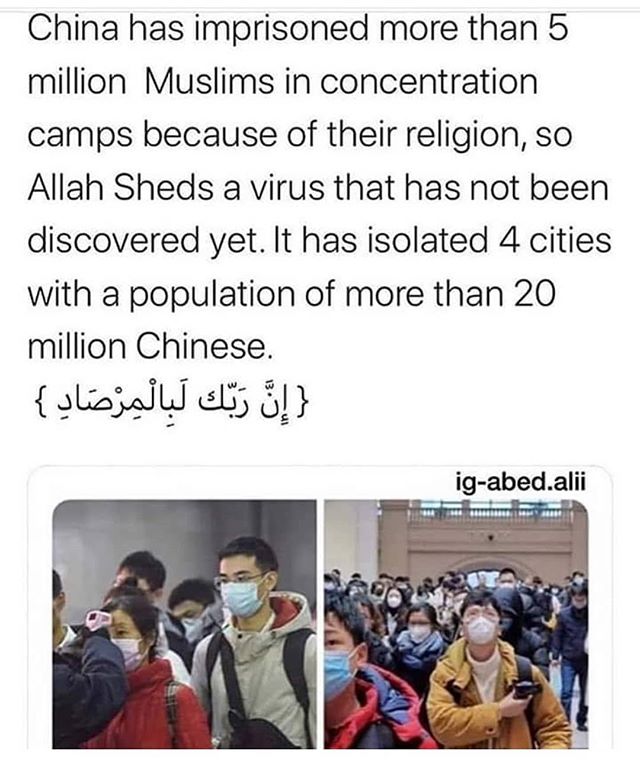 China has imprisoned more than 5
million  Muslims in concentration
camps because of their religion, so
Allah Sheds a virus that has not been
discovered yet. It has isolated 4 cities
with a population of more than 20
million Chinese.
{إِنَّ رَبَّك لَبِالْمِرْصَادِ }
ig-abed.alii